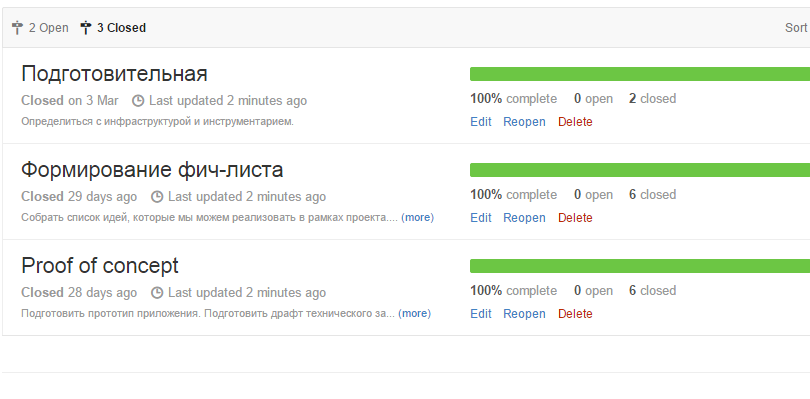 2 Open 3 Closed Sort
Подготовительная
Closed on 3 Mar Last updated 2 minutes ago
Определиться с инфраструктурой и инструментарием.
100% complete 0 open 2 closed
Edit Reopen Delete
Формирование фич-листа
Closed 29 days ago Last updated 2 minutes ago
Собрать список идей, которые мы можем реализовать в рамках проекта.... (more)
100% complete 0 open 6 closed
Edit Reopen Delete
Proof of concept
Closed 28 days ago Last updated 2 minutes ago
Подготовить прототип приложения. Подготовить драфт технического за... (more)
100% complete 0 open 6 closed
Edit Reopen Delete